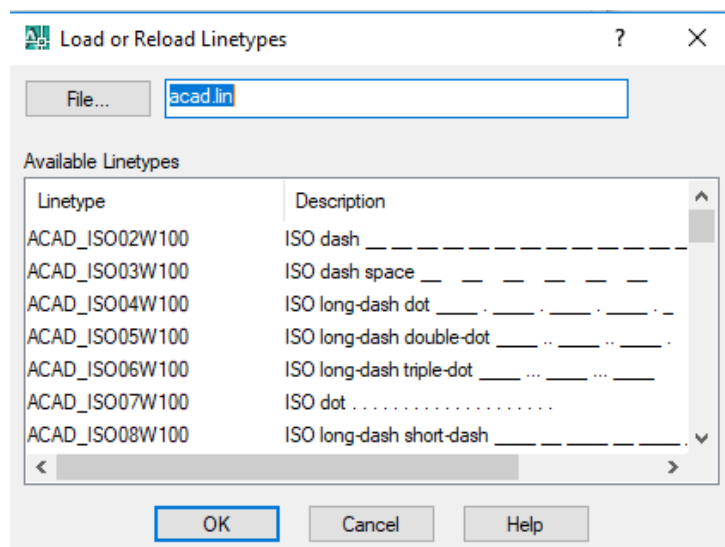 Load or Reload Linetypes
File... acad.lin
Available Linetypes
Linetype Description
ACAD_ISO02W100 ISO dash __ __ __ __ __ __ __ __ __ __ __ __ __
ACAD_ISO03W100 ISO dash space __ __ __ __ __ __
ACAD_ISO04W100 ISO long-dash dot ____ . ____ . ____ . ____ . _
ACAD_ISO05W100 ISO long-dash double-dot ____ .. ____ .. ____ .
ACAD_ISO06W100 ISO long-dash triple-dot ____ ... ____ ... ____
ACAD_ISO07W100 ISO dot . . . . . . . . . . . . . . . . . . . .
ACAD_ISO08W100 ISO long-dash short-dash ____ __ ____ __ ____ .
OK Cancel Help